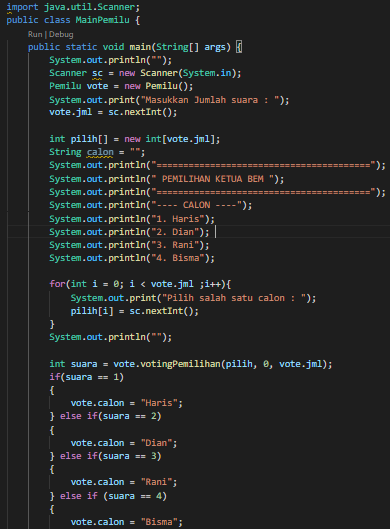 import java.util.Scanner;
public class MainPemilu {
Run | Debug
public static void main(String[] args) {
System.out.println("");
Scanner sc = new Scanner(System.in);
Pemilu vote = new Pemilu();
System.out.print("Masukkan Jumlah suara : ");
vote.jml = sc.nextInt();
int pilih[] = new int[vote.jml];
String calon = "";
System.out.println("========================================");
System.out.println(" PEMILIHAN KETUA BEM ");
System.out.println("========================================");
System.out.println("---- CALON ----");
System.out.println("1. Haris");
System.out.println("2. Dian");
System.out.println("3. Rani");
System.out.println("4. Bisma");
for(int i = 0; i < vote.jml ;i++){
System.out.print("Pilih salah satu calon : ");
pilih[i] = sc.nextInt();
}
System.out.println("");
int suara = vote.votingPemilihan(pilih, 0, vote.jml);
if(suara == 1)
{
vote.calon = "Haris";
} else if(suara == 2)
{
vote.calon = "Dian";
} else if(suara == 3)
{
vote.calon = "Rani";
} else if (suara == 4)
{
vote.calon = "Bisma";